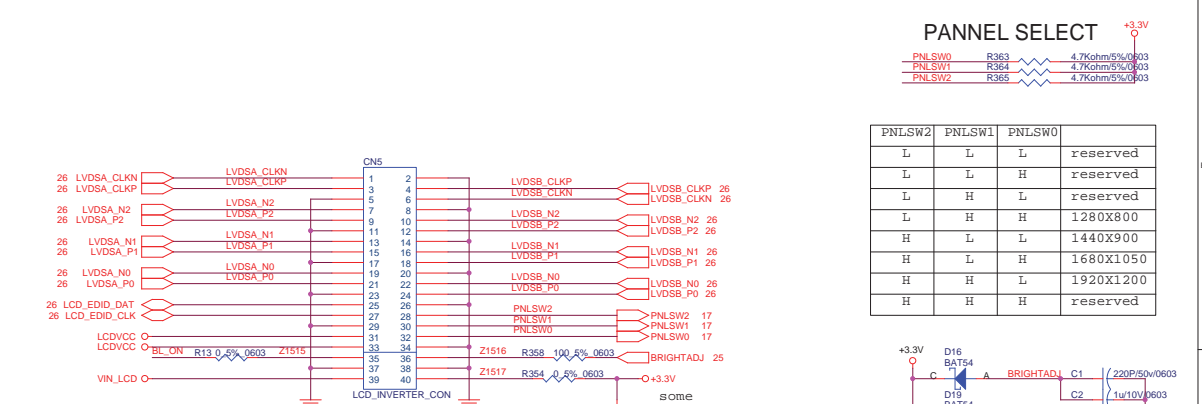 PANNEL SELECT
+3.3V
PNLSW0 R363 4.7Kohm/5%/0603
PNLSW1 R364 4.7Kohm/5%/0603
PNLSW2 R365 4.7Kohm/5%/0603
PNLSW2 PNLSW1 PNLSW0
L L L reserved
L L H reserved
L H L reserved
L H H 1280X800
H L L 1440X900
H L H 1680X1050
H H L 1920X1200
H H H reserved
CN5
26 LVDSA_CLKN LVDSA_CLKN 1 2
26 LVDSA_CLKP LVDSA_CLKP 3 4 LVDSB_CLKP LVDSB_CLKP 26
5 6 LVDSB_CLKN LVDSB_CLKN 26
26 LVDSA_N2 LVDSA_N2 7 8
26 LVDSA_P2 LVDSA_P2 9 10 LVDSB_N2 LVDSB_N2 26
11 12 LVDSB_P2 LVDSB_P2 26
26 LVDSA_N1 LVDSA_N1 13 14
26 LVDSA_P1 LVDSA_P1 15 16 LVDSB_N1 LVDSB_N1 26
17 18 LVDSB_P1 LVDSB_P1 26
26 LVDSA_N0 LVDSA_N0 19 20
26 LVDSA_P0 LVDSA_P0 21 22 LVDSB_N0 LVDSB_N0 26
23 24 LVDSB_P0 LVDSB_P0 26
26 LCD_EDID_DAT 25 26
26 LCD_EDID_CLK 27 28 PNLSW2 PNLSW2 17
29 30 PNLSW1 PNLSW1 17
LCDVCC 31 32 PNLSW0 PNLSW0 17
LCDVCC 33 34
BL_ON R13 0_5%_0603 Z1515 35 36 Z1516 R358 100_5%_0603 BRIGHTADJ 25
37 38
VIN_LCD 39 40 Z1517 R354 0_5%_0603 +3.3V
LCD_INVERTER_CON
some
+3.3V
D16
BAT54
C A BRIGHTADJ C1 220P/50v/0603
D19
BAT54
C2 1u/10V/0603